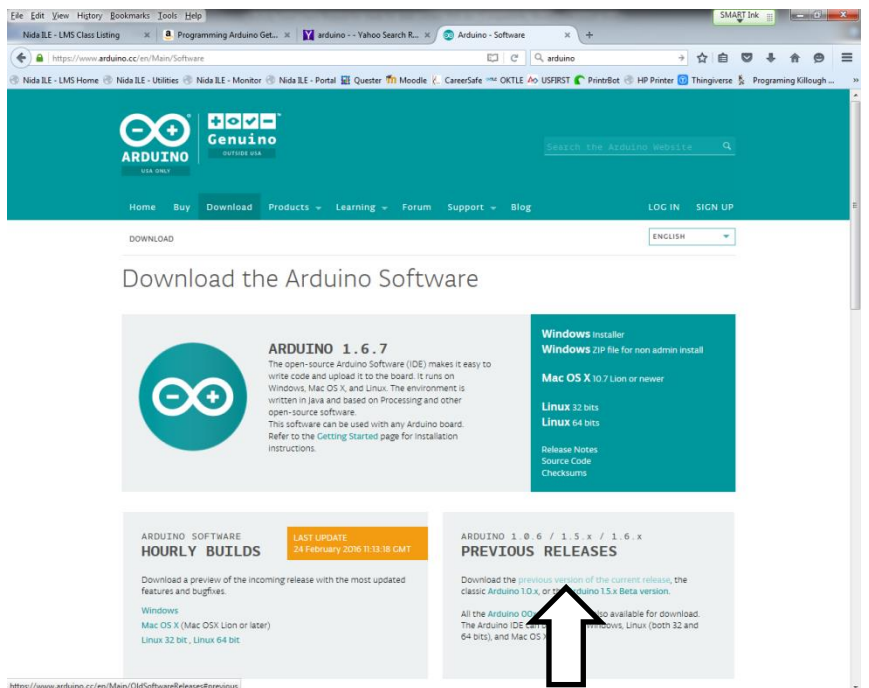 File Edit View History Bookmarks Tools Help
SMART Ink
Nida ILE - LMS Class Listing
Programming Arduino Get...
arduino - - Yahoo Search R...
Arduino - Software
https://www.arduino.cc/en/Main/Software
arduino
Nida ILE - LMS Home Nida ILE - Utilities Nida ILE - Monitor Nida ILE - Portal Quester Moodle CareerSafe OKTLE USFIRST PrintrBot HP Printer Thingiverse Programing Killough ...
ARDUINO
USA ONLY
Genuino
OUTSIDE USA
Search the Arduino Website
Home Buy Download Products Learning Forum Support Blog LOG IN SIGN UP
DOWNLOAD
ENGLISH
Download the Arduino Software
ARDUINO 1.6.7
The open-source Arduino Software (IDE) makes it easy to
write code and upload it to the board. It runs on
Windows, Mac OS X, and Linux. The environment is
written in Java and based on Processing and other
open-source software.
This software can be used with any Arduino board.
Refer to the Getting Started page for Installation
instructions.
Windows Installer
Windows ZIP file for non admin install
Mac OS X 10.7 Lion or newer
Linux 32 bits
Linux 64 bits
Release Notes
Source Code
Checksums
ARDUINO SOFTWARE
HOURLY BUILDS
LAST UPDATE
24 February 2016 11:13:18 GMT
Download a preview of the incoming release with the most updated
features and bugfixes.
Windows
Mac OS X (Mac OSX Lion or later)
Linux 32 bit , Linux 64 bit
ARDUINO 1.0.6 / 1.5.x / 1.6.x
PREVIOUS RELEASES
Download the previous version of the current release, the
classic Arduino 1.0.x, or the Arduino 1.5.x Beta version.
All the Arduino 00 also available for download.
The Arduino IDE can Windows, Linux (both 32 and
64 bits), and Mac OS X
https://www.arduino.cc/en/Main/OldSoftwareReleases#previous